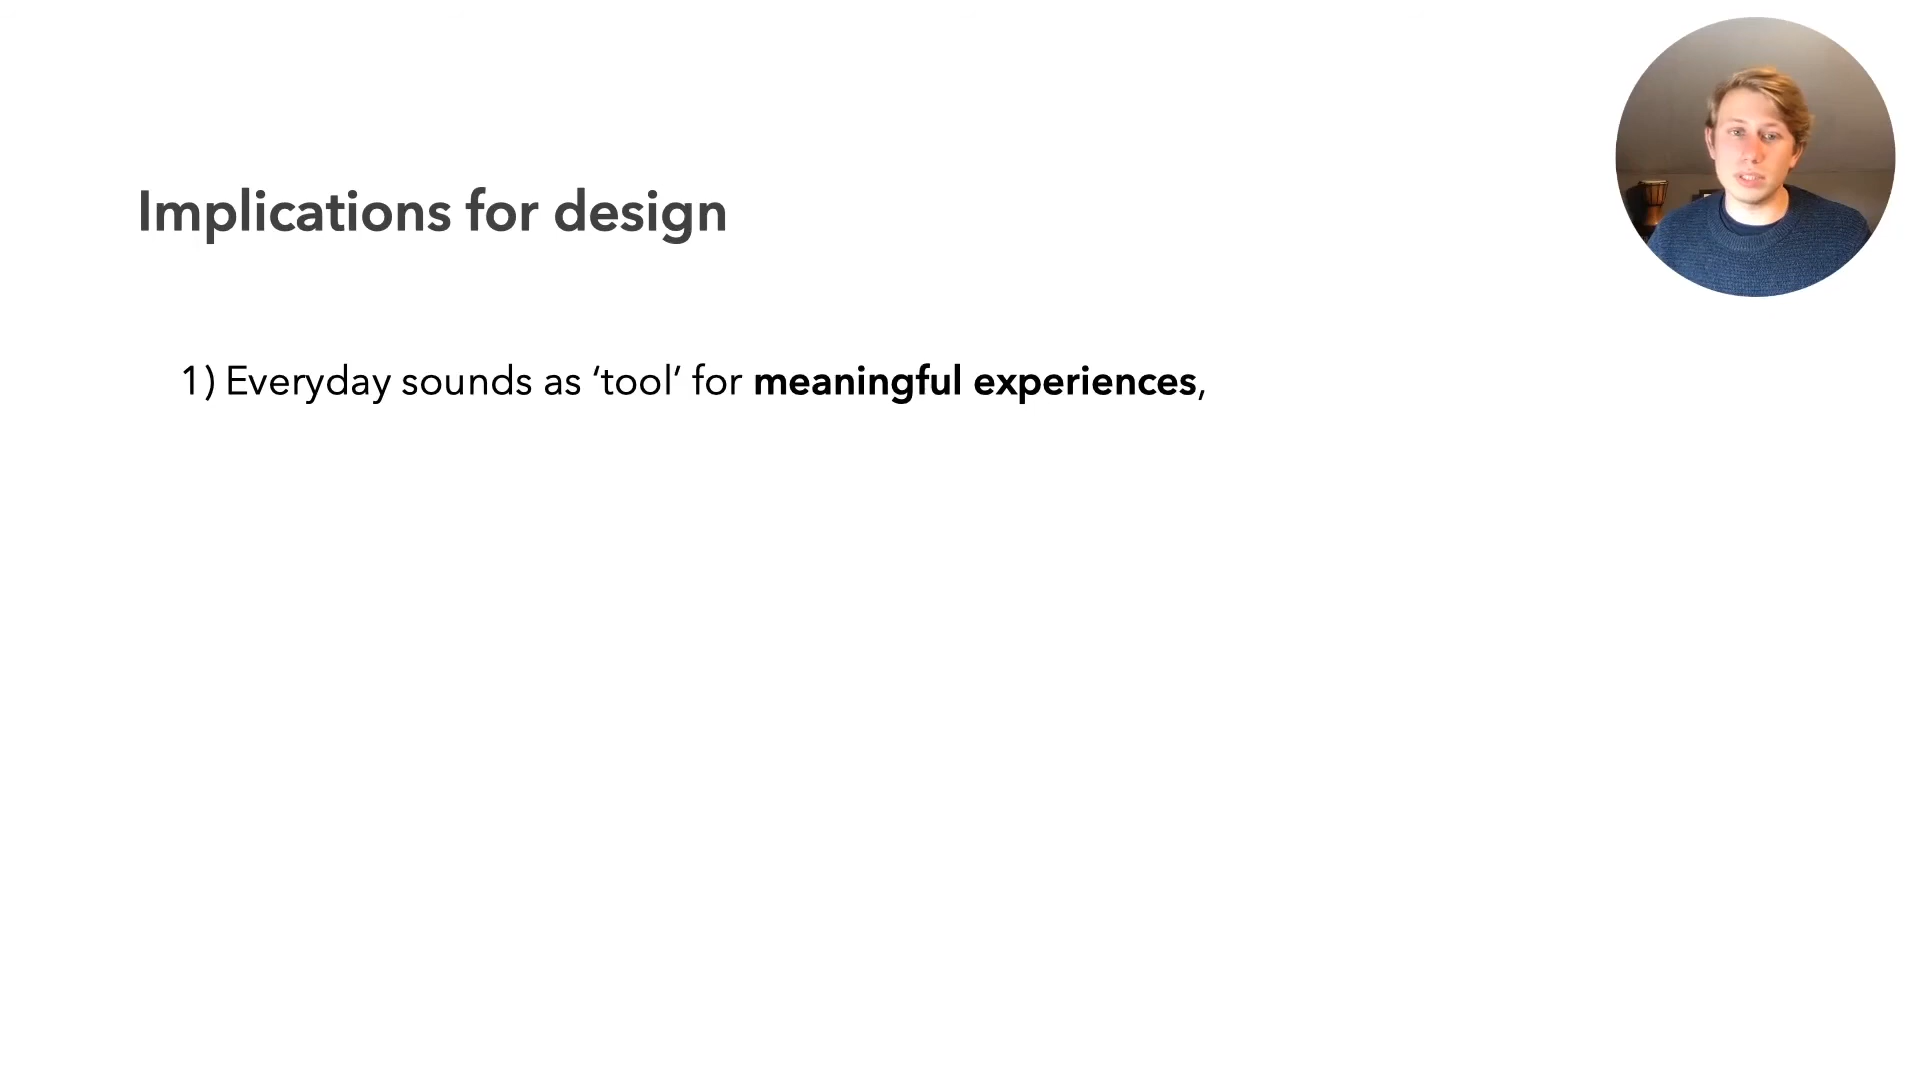 Implications for design
1) Everyday sounds as ‘tool’ for meaningful experiences,